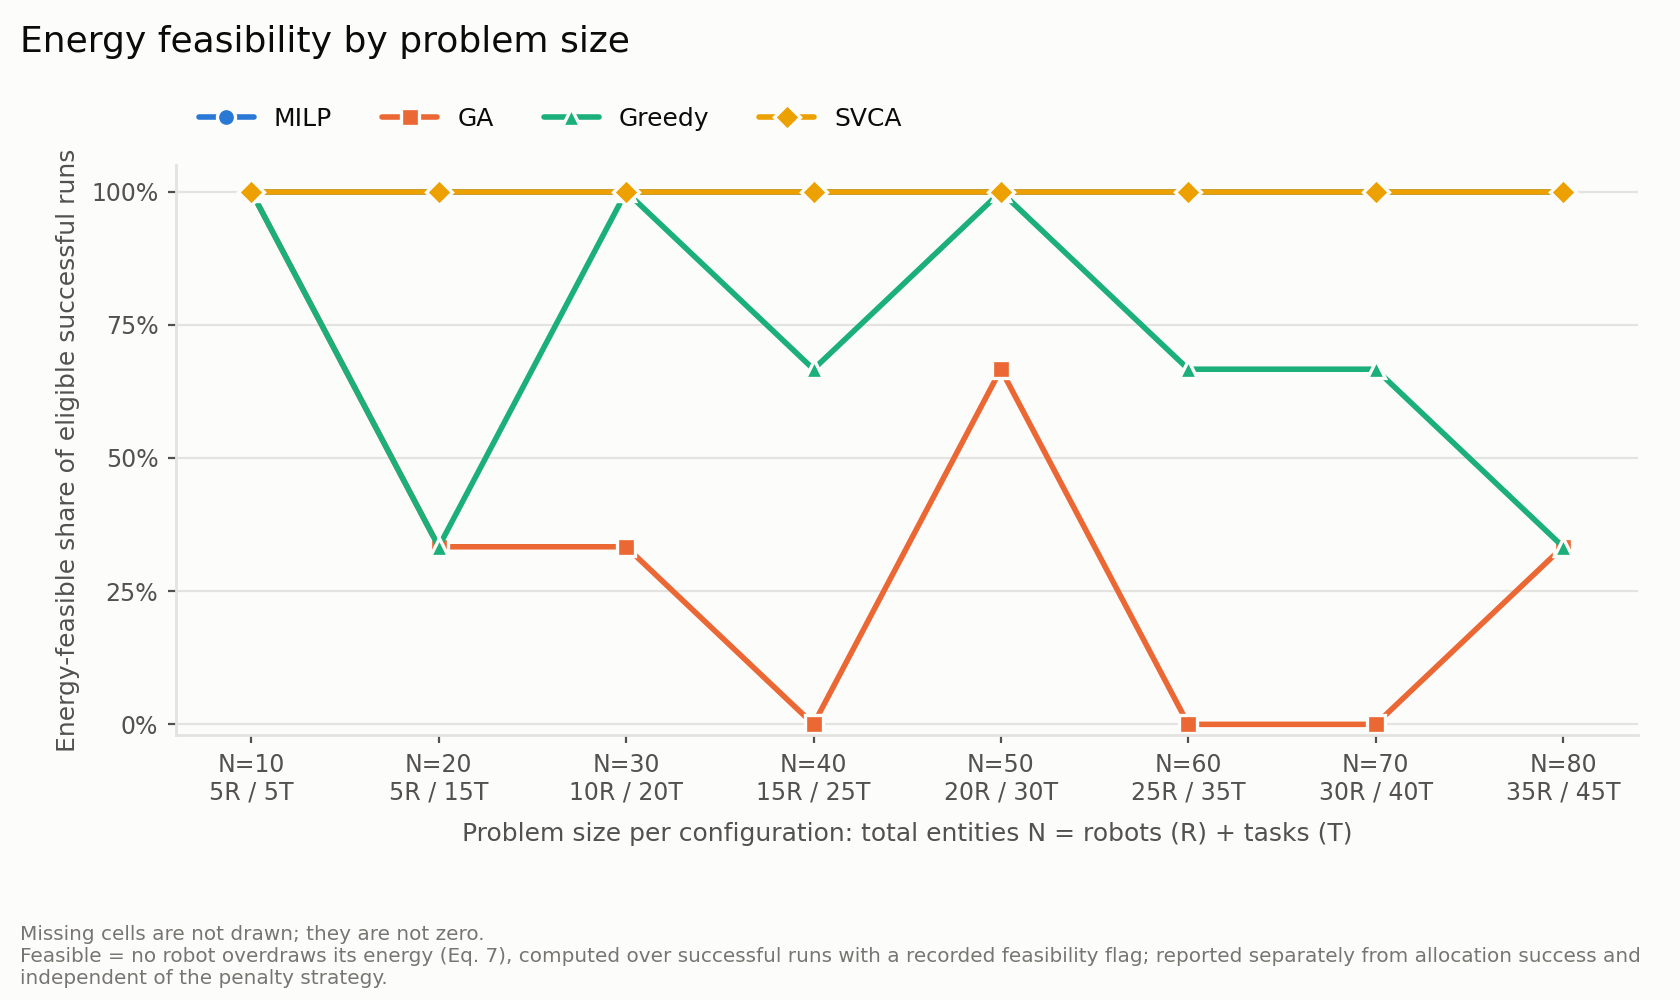 Energy feasibility by problem size
MILP
GA
Greedy
SVCA
Energy-feasible share of eligible successful runs
100%
75%
50%
25%
0%
N=10
5R / 5T
N=20
5R / 15T
N=30
10R / 20T
N=40
15R / 25T
N=50
20R / 30T
N=60
25R / 35T
N=70
30R / 40T
N=80
35R / 45T
Problem size per configuration: total entities N = robots (R) + tasks (T)
Missing cells are not drawn; they are not zero.
Feasible = no robot overdraws its energy (Eq. 7), computed over successful runs with a recorded feasibility flag; reported separately from allocation success and
independent of the penalty strategy.